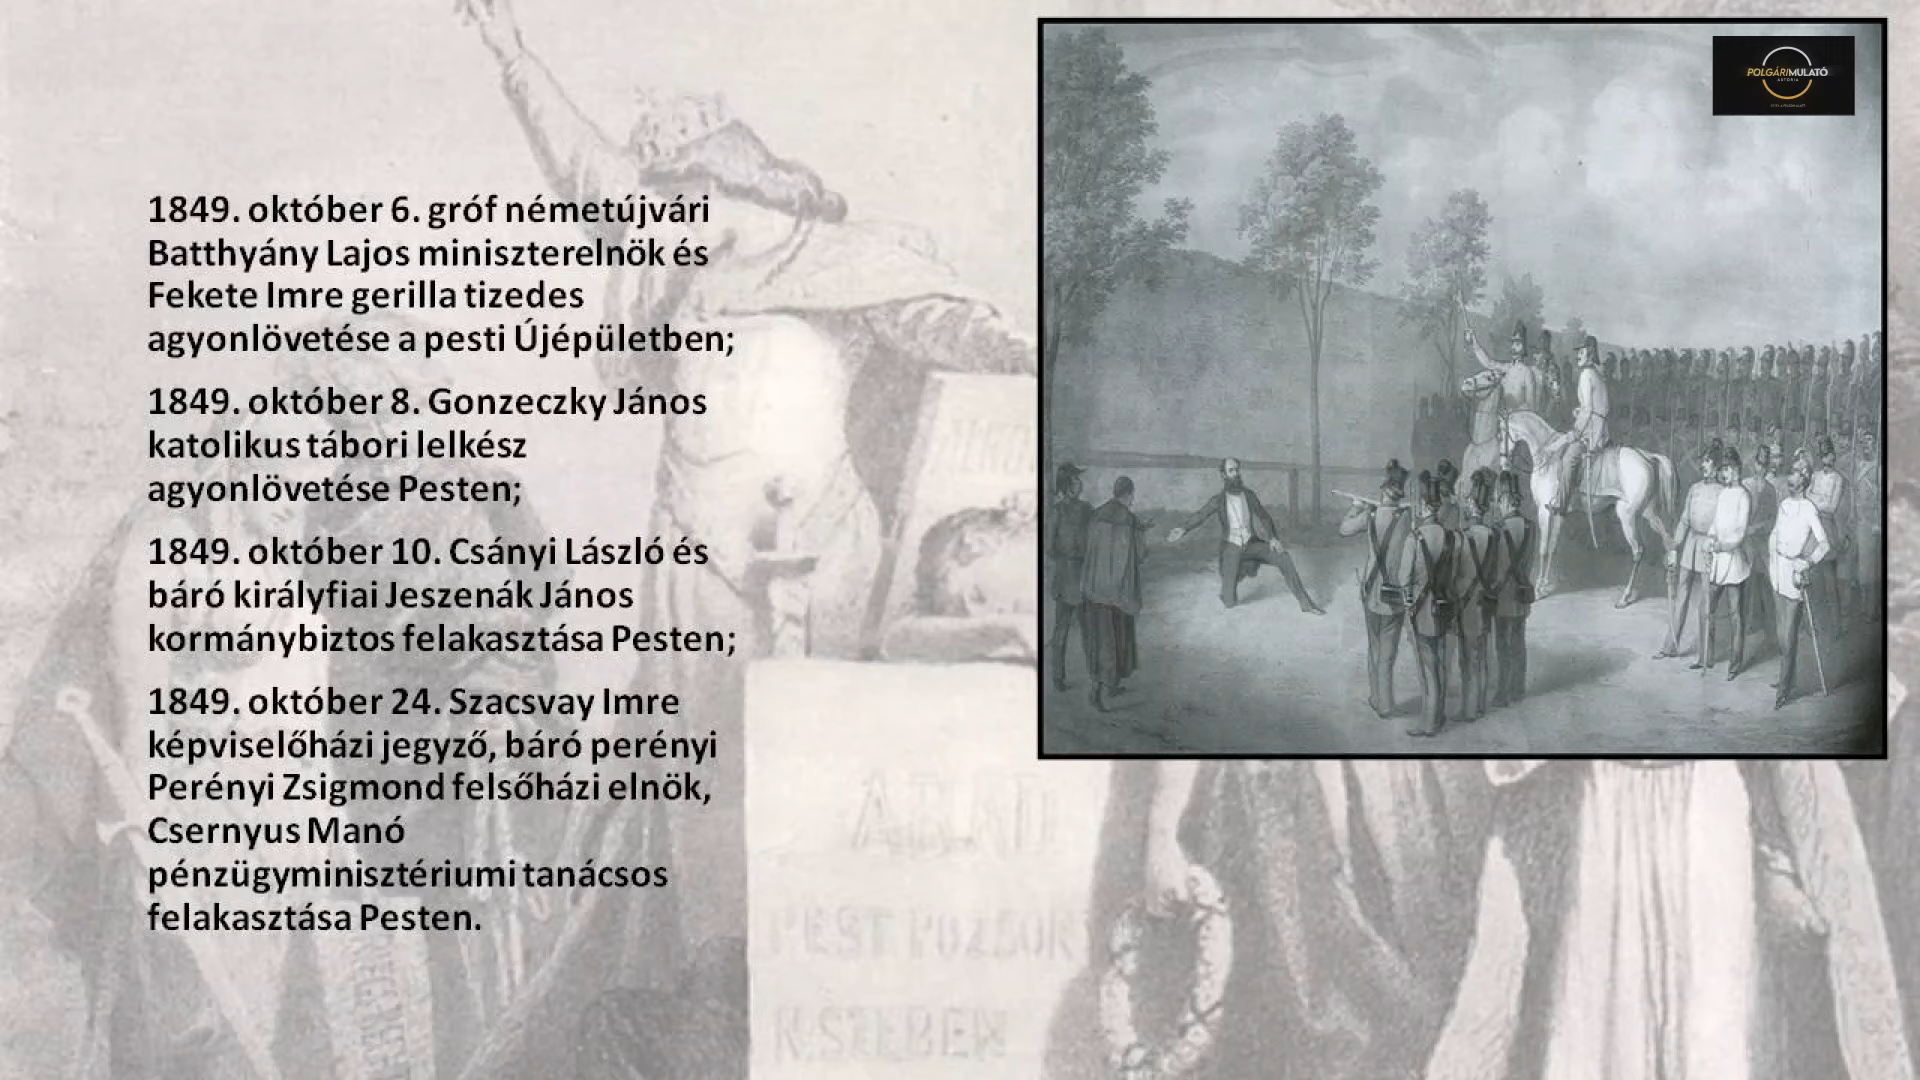 1849. október 6. gróf németújvári
Batthyány Lajos miniszterelnök és
Fekete Imre gerilla tizedes
agyonlövetése a pesti Újépületben;
1849. október 8. Gonzeczky János
katolikus tábori lelkész
agyonlövetése Pesten;
1849. október 10. Csányi László és
báró királyfiai Jeszenák János
kormánybiztos felakasztása Pesten;
1849. október 24. Szacsvay Imre
képviselőházi jegyző, báró perényi
Perényi Zsigmond felsőházi elnök,
Csernyus Manó
pénzügyminisztériumi tanácsos
felakasztása Pesten.
POLGÁRIMULATÓ
ASTORIA
PEST POZSON
N.SZEBEN